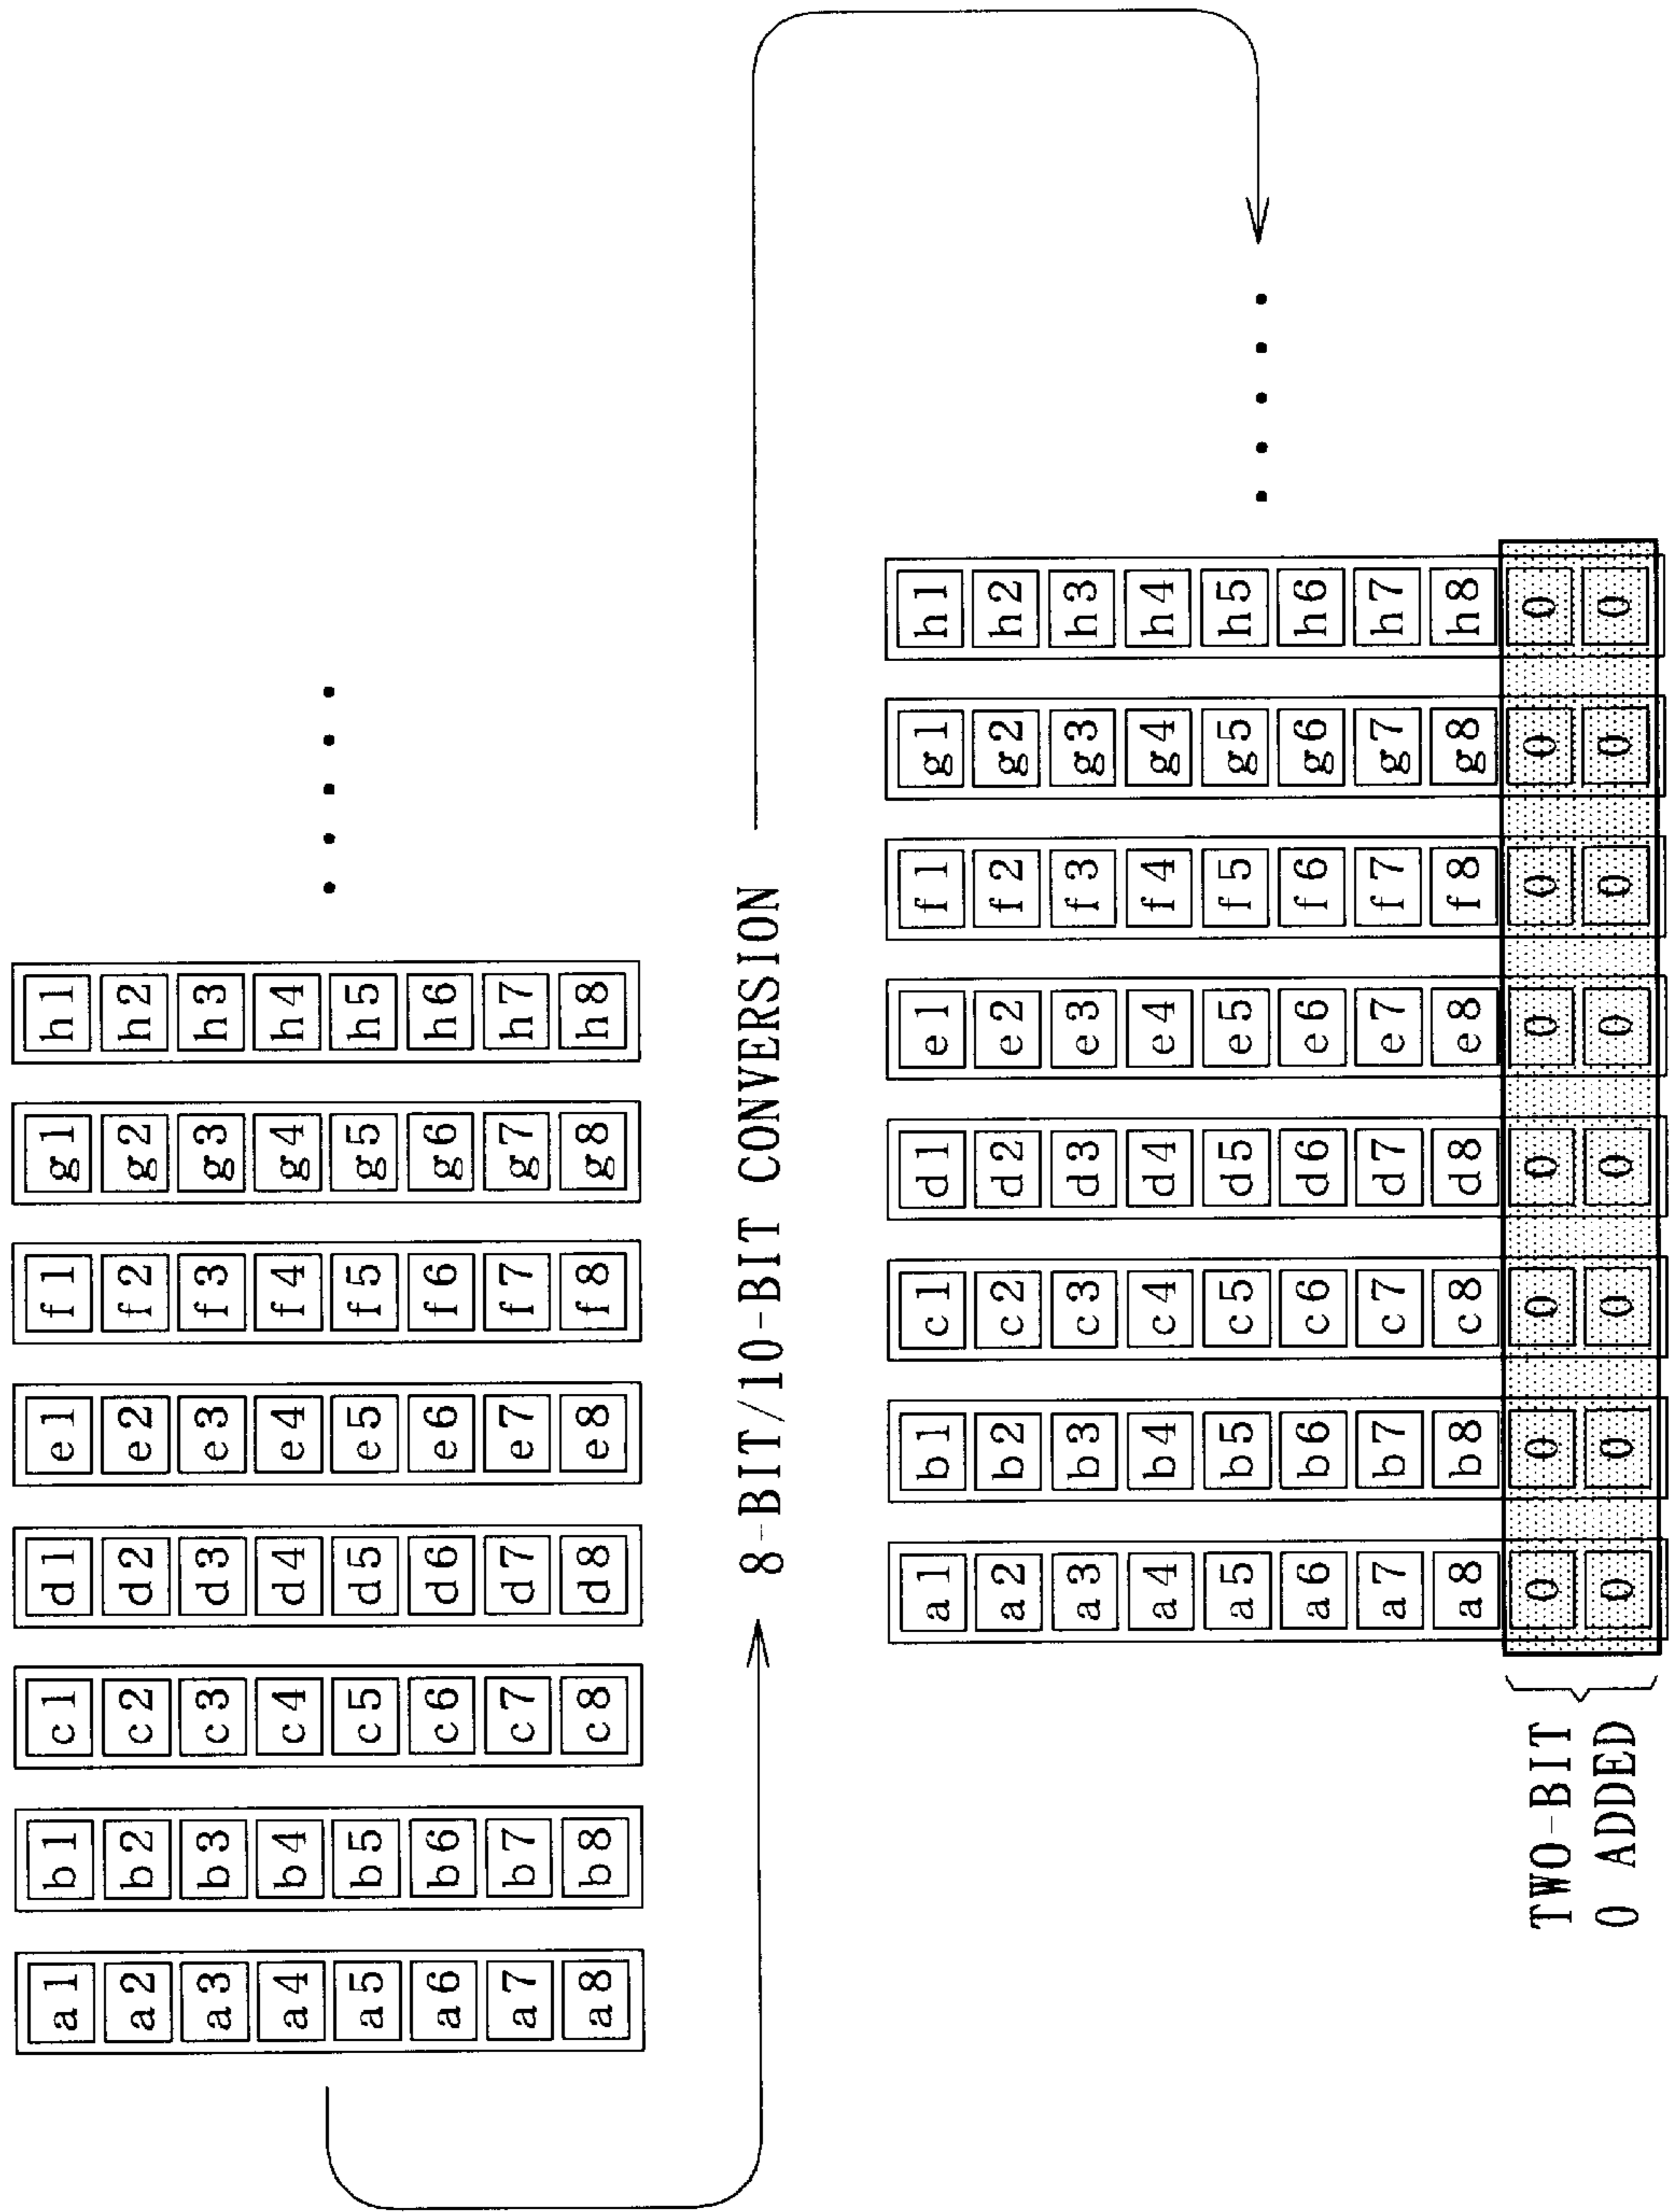 a1 b1 c1 d1 e1 f1 g1 h1
a2 b2 c2 d2 e2 f2 g2 h2
a3 b3 c3 d3 e3 f3 g3 h3
a4 b4 c4 d4 e4 f4 g4 h4
a5 b5 c5 d5 e5 f5 g5 h5
a6 b6 c6 d6 e6 f6 g6 h6
a7 b7 c7 d7 e7 f7 g7 h7
a8 b8 c8 d8 e8 f8 g8 h8
8-BIT/10-BIT CONVERSION
a1 b1 c1 d1 e1 f1 g1 h1
a2 b2 c2 d2 e2 f2 g2 h2
a3 b3 c3 d3 e3 f3 g3 h3
a4 b4 c4 d4 e4 f4 g4 h4
a5 b5 c5 d5 e5 f5 g5 h5
a6 b6 c6 d6 e6 f6 g6 h6
a7 b7 c7 d7 e7 f7 g7 h7
a8 b8 c8 d8 e8 f8 g8 h8
TWO-BIT
0 ADDED
0 0 0 0 0 0 0 0
0 0 0 0 0 0 0 0